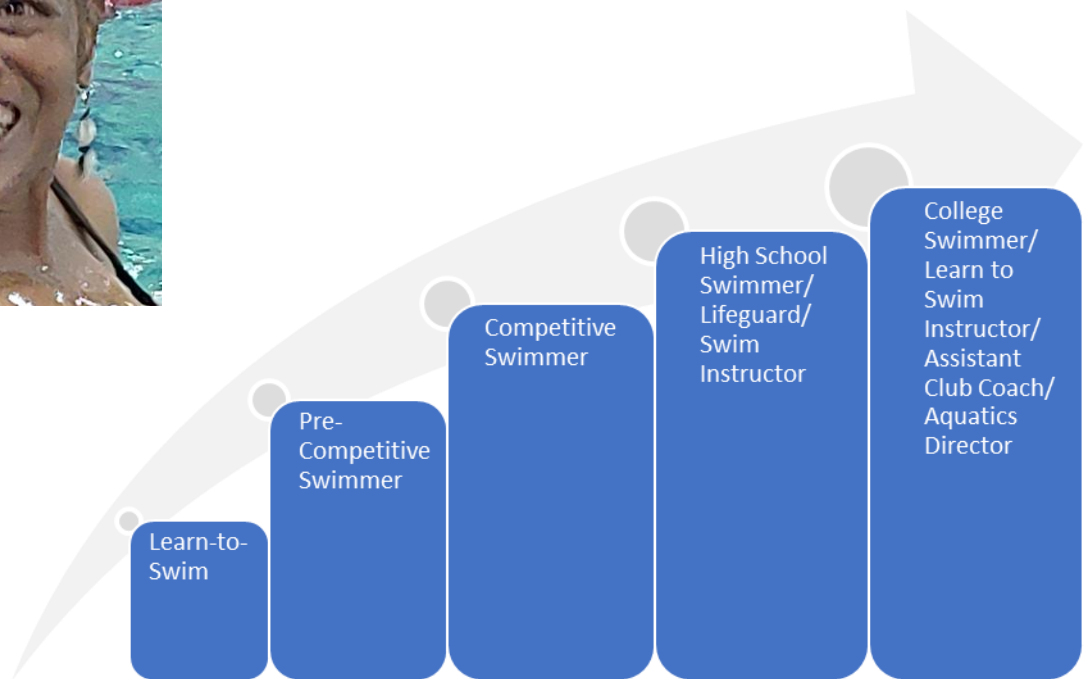 Learn-to-
Swim
Pre-
Competitive
Swimmer
Competitive
Swimmer
High School
Swimmer/
Lifeguard/
Swim
Instructor
College
Swimmer/
Learn to
Swim
Instructor/
Assistant
Club Coach/
Aquatics
Director